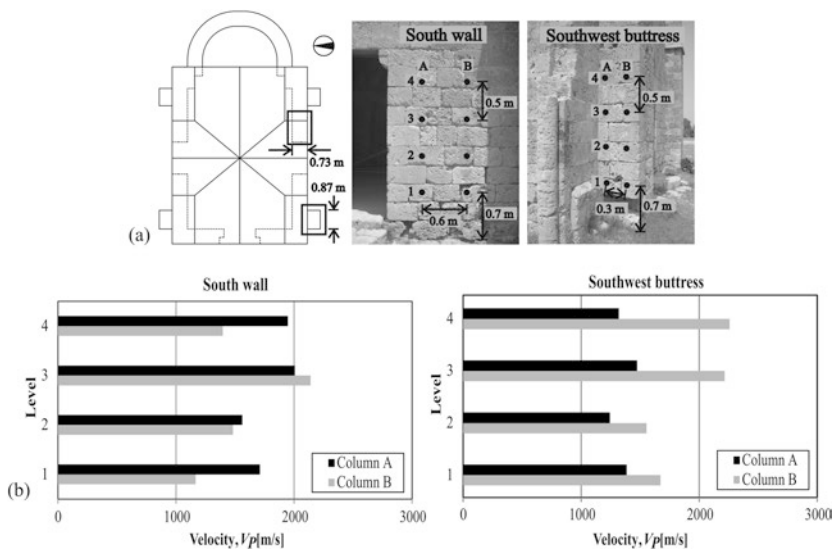 (a)
0.73 m
0.87 m
South wall
A B
4
3
2
1
0.5 m
0.6 m
0.7 m
Southwest buttress
A B
4
3
2
1
0.5 m
0.3 m
0.7 m
(b)
South wall
Level
4
3
2
1
Column A
Column B
0 1000 2000 3000
Velocity, VP[m/s]
Southwest buttress
Level
4
3
2
1
Column A
Column B
0 1000 2000 3000
Velocity, VP[m/s]